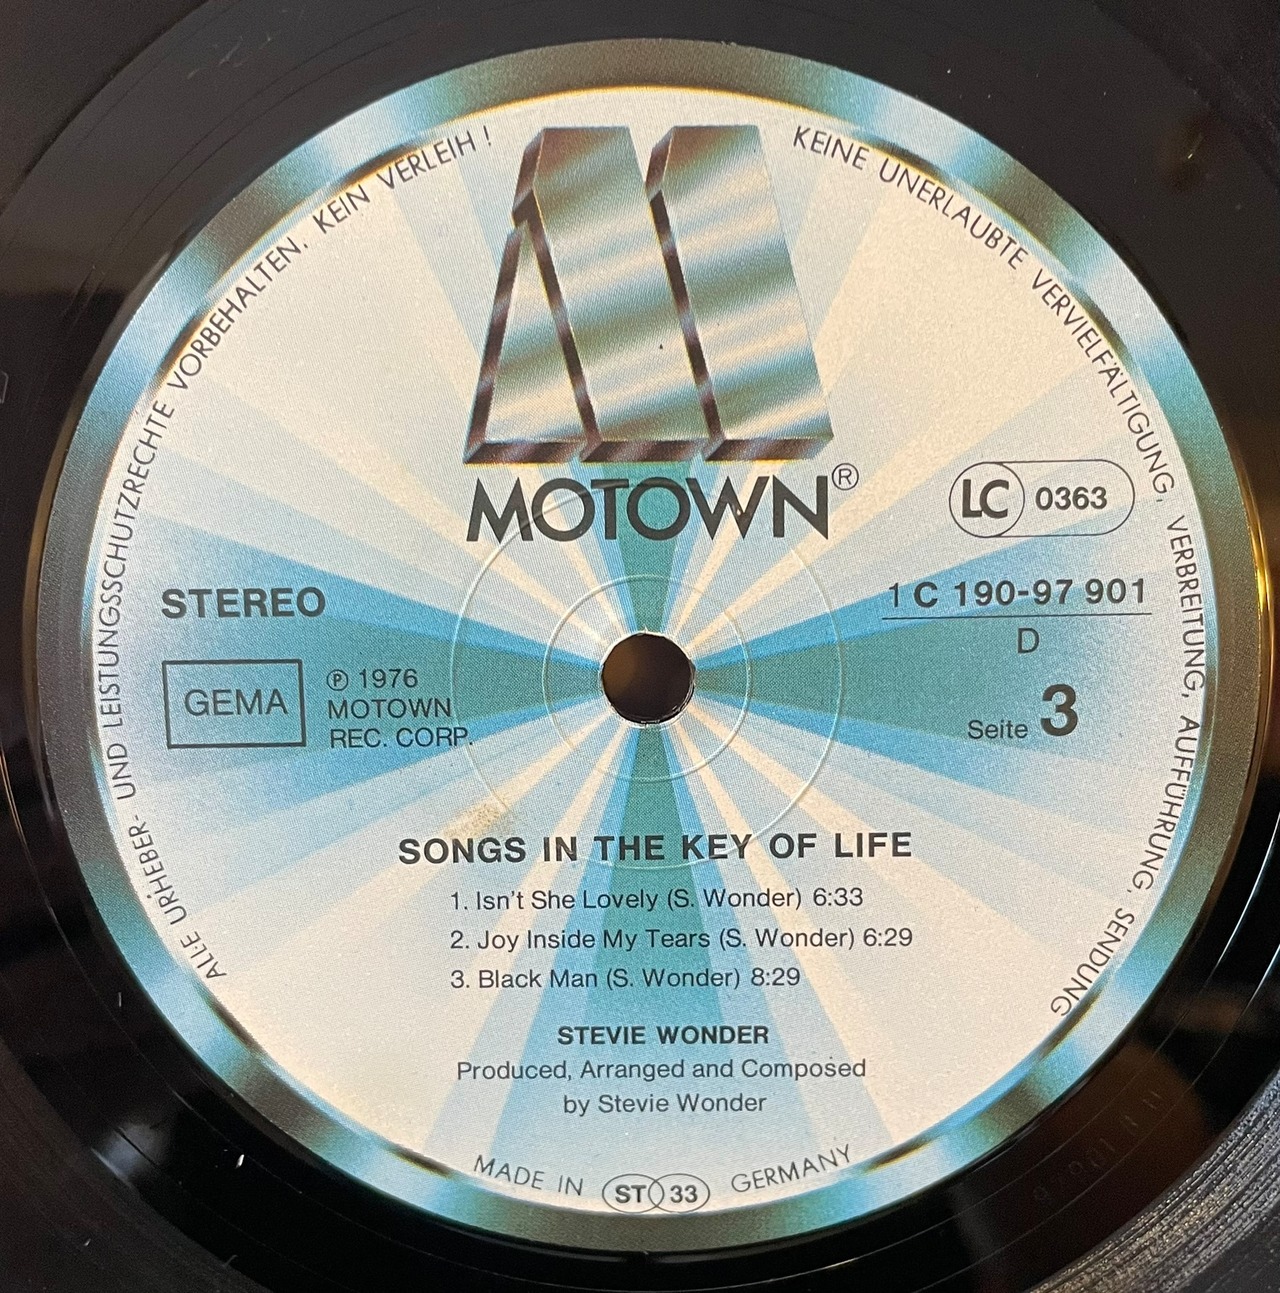 ALLE URHEBER- UND LEISTUNGSSCHUTZRECHTE VORBEHALTEN. KEIN VERLEIH !
KEINE UNERLAUBTE VERVIELFÄLTIGUNG, VERBREITUNG, AUFFÜHRUNG, SENDUNG
MOTOWN®
LC 0363
STEREO
1 C 190-97 901
D
GEMA
℗ 1976
MOTOWN
REC. CORP.
Seite 3
SONGS IN THE KEY OF LIFE
1. Isn't She Lovely (S. Wonder) 6:33
2. Joy Inside My Tears (S. Wonder) 6:29
3. Black Man (S. Wonder) 8:29
STEVIE WONDER
Produced, Arranged and Composed
by Stevie Wonder
MADE IN GERMANY
ST 33